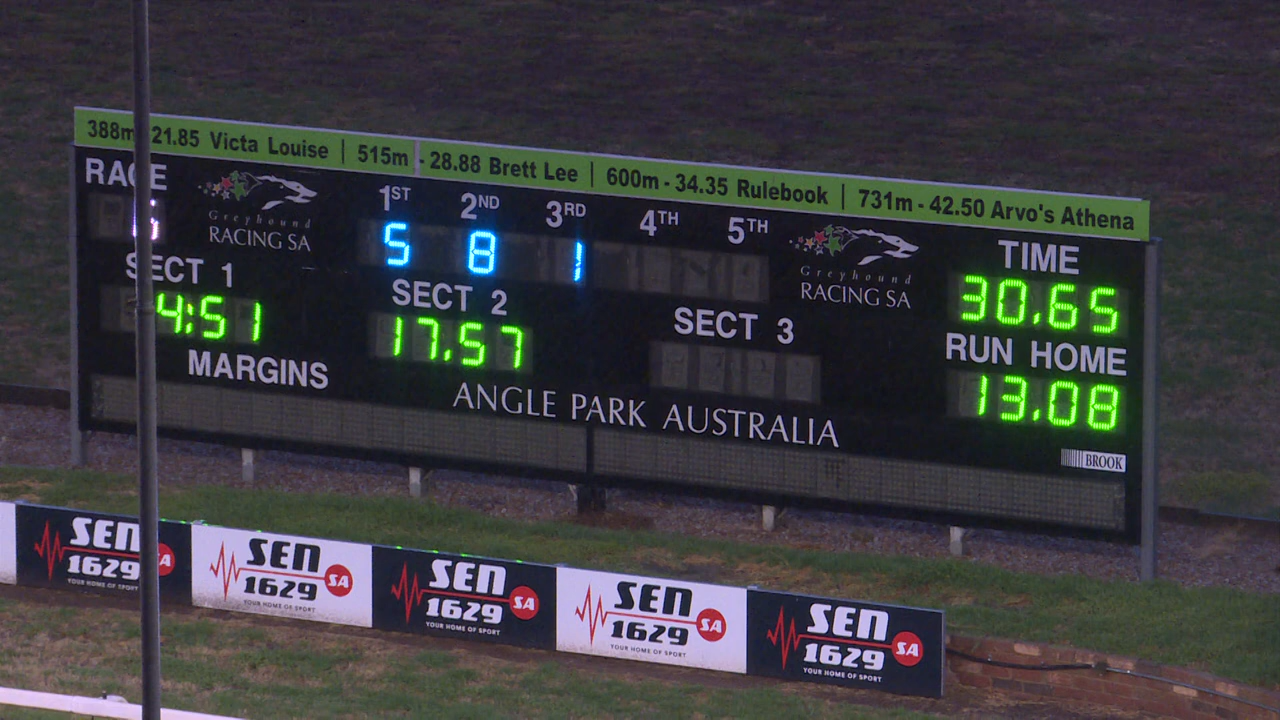 388m 21.85 Victa Louise | 515m - 28.88 Brett Lee | 600m - 34.35 Rulebook | 731m - 42.50 Arvo's Athena
RACE
Greyhound
RACING SA
1ST 2ND 3RD 4TH 5TH
5 8 1
Greyhound
RACING SA
TIME
30.65
SECT 1
4:51
SECT 2
17.57
SECT 3
RUN HOME
13.08
MARGINS
ANGLE PARK AUSTRALIA
BROOK
SEN
1629 SA
YOUR HOME OF SPORT
SEN
1629 SA
YOUR HOME OF SPORT
SEN
1629 SA
YOUR HOME OF SPORT
SEN
1629 SA
YOUR HOME OF SPORT
SEN
1629 SA
YOUR HOME OF SPORT